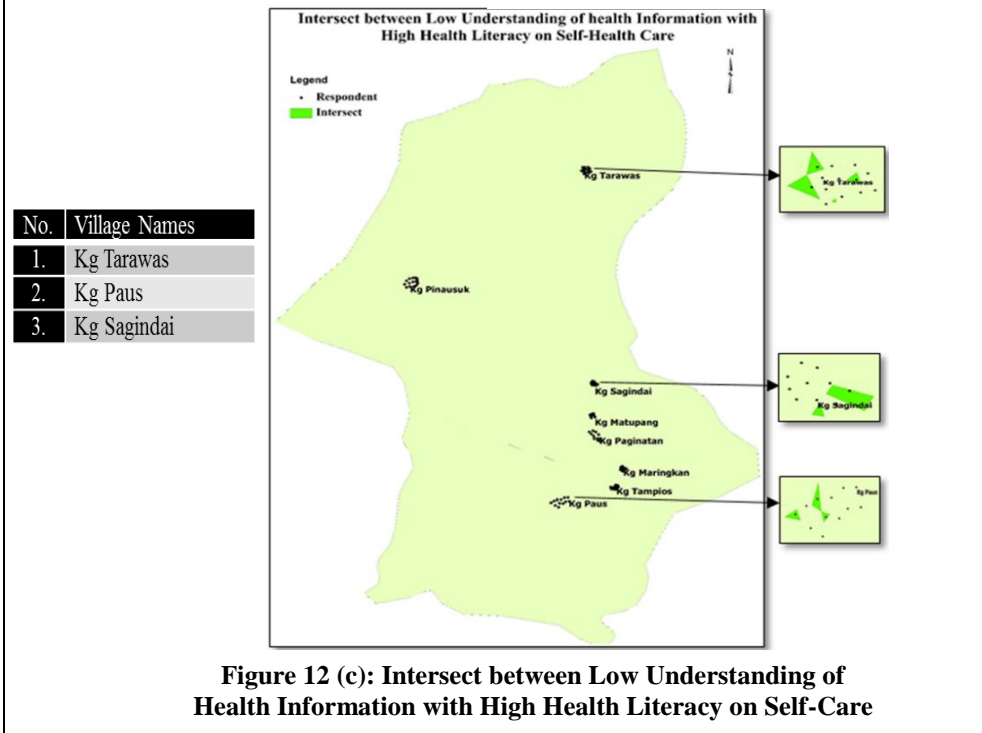 Intersect between Low Understanding of health Information with
High Health Literacy on Self-Health Care
N
Legend
Respondent
Intersect
Kg Tarawas
Kg Tarawas
No. Village Names
1. Kg Tarawas
2. Kg Paus
3. Kg Sagindai
Kg Pinausuk
Kg Sagindai
Kg Sagindai
Kg Matupang
Kg Paginatan
Kg Maringkan
Kg Tampios
Kg Paus
Kg Paus
Figure 12 (c): Intersect between Low Understanding of
Health Information with High Health Literacy on Self-Care